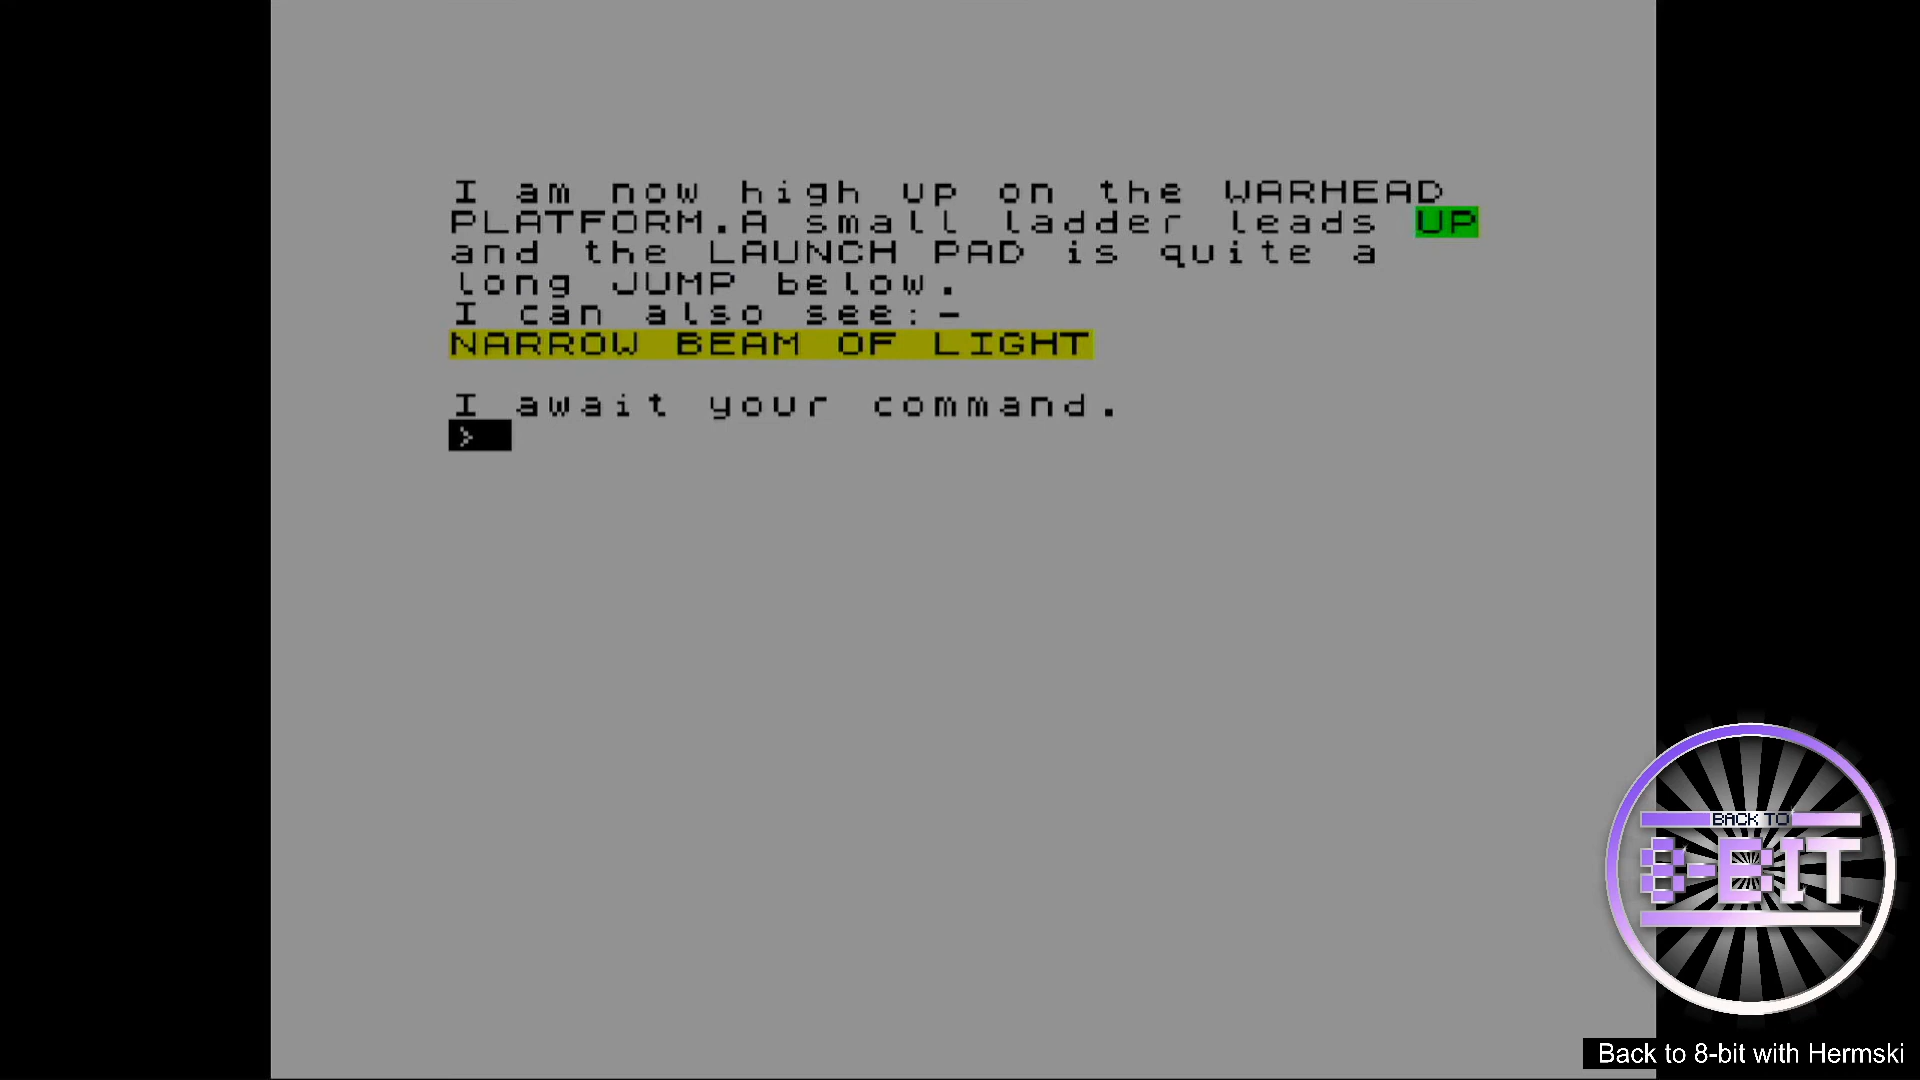 I am now high up on the WARHEAD
PLATFORM.A small ladder leads UP
and the LAUNCH PAD is quite a
long JUMP below.
I can also see:-
NARROW BEAM OF LIGHT
I await your command.
>
BACK TO
8-BIT
Back to 8-bit with Hermski